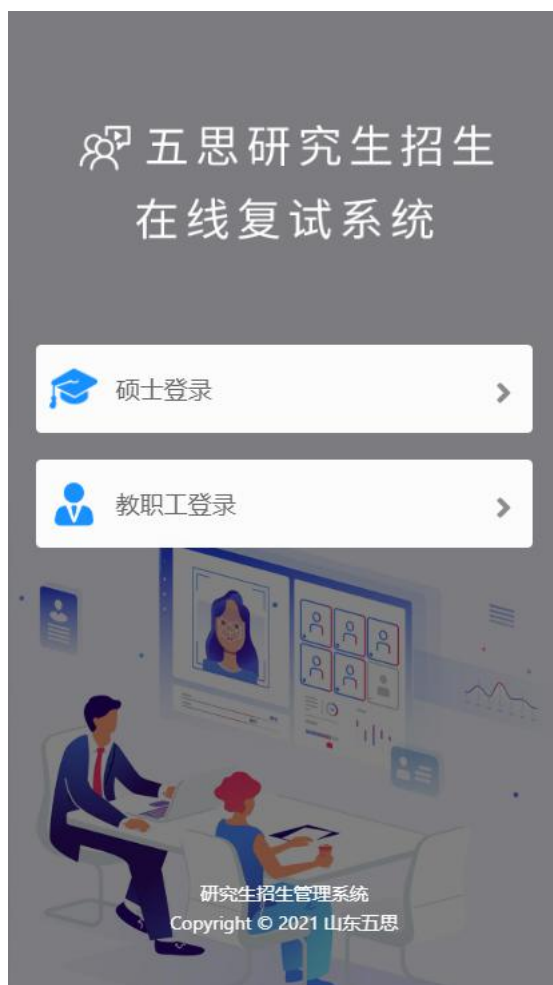 五思研究生招生
在线复试系统
硕士登录
教职工登录
研究生招生管理系统
Copyright © 2021 山东五思